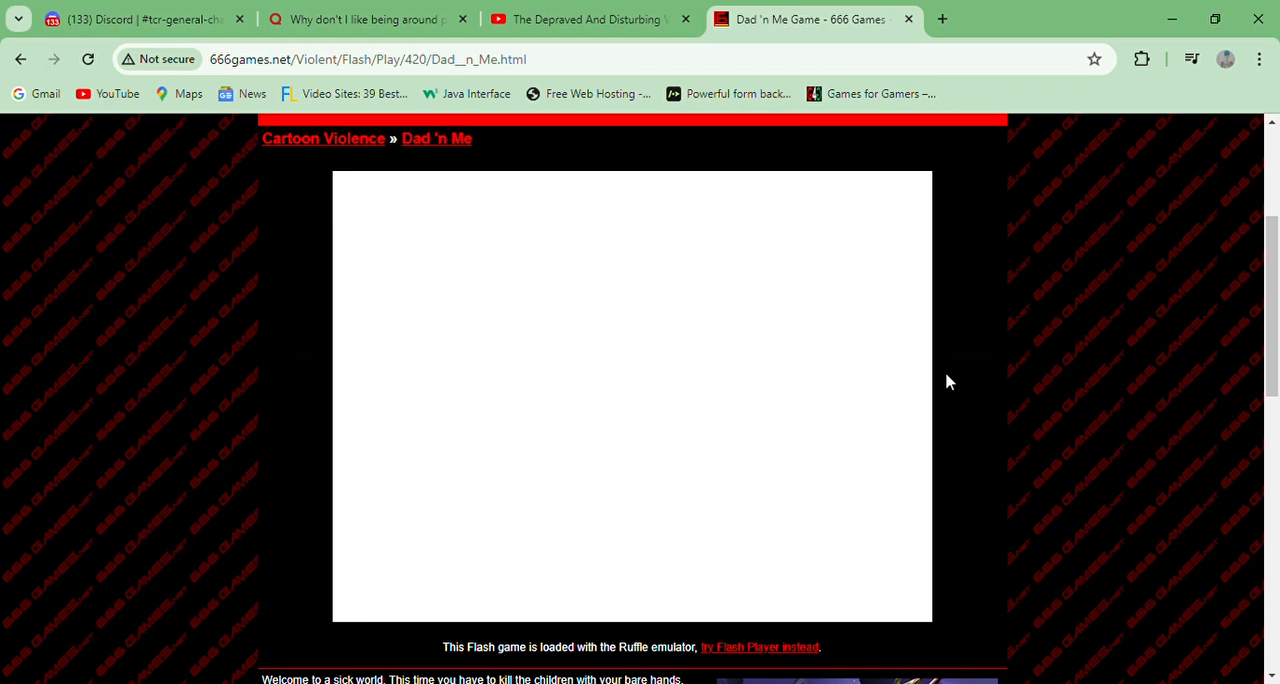 (133) Discord | #tcr-general-ch
Why don't I like being around p
The Depraved And Disturbing
Dad 'n Me Game - 666 Games -
Not secure
666games.net/Violent/Flash/Play/420/Dad__n_Me.html
Gmail
YouTube
Maps
News
Video Sites: 39 Best...
Java Interface
Free Web Hosting -...
Powerful form back...
Games for Gamers –...
Cartoon Violence » Dad 'n Me
This Flash game is loaded with the Ruffle emulator, try Flash Player instead.
Welcome to a sick world. This time you have to kill the children with your bare hands.